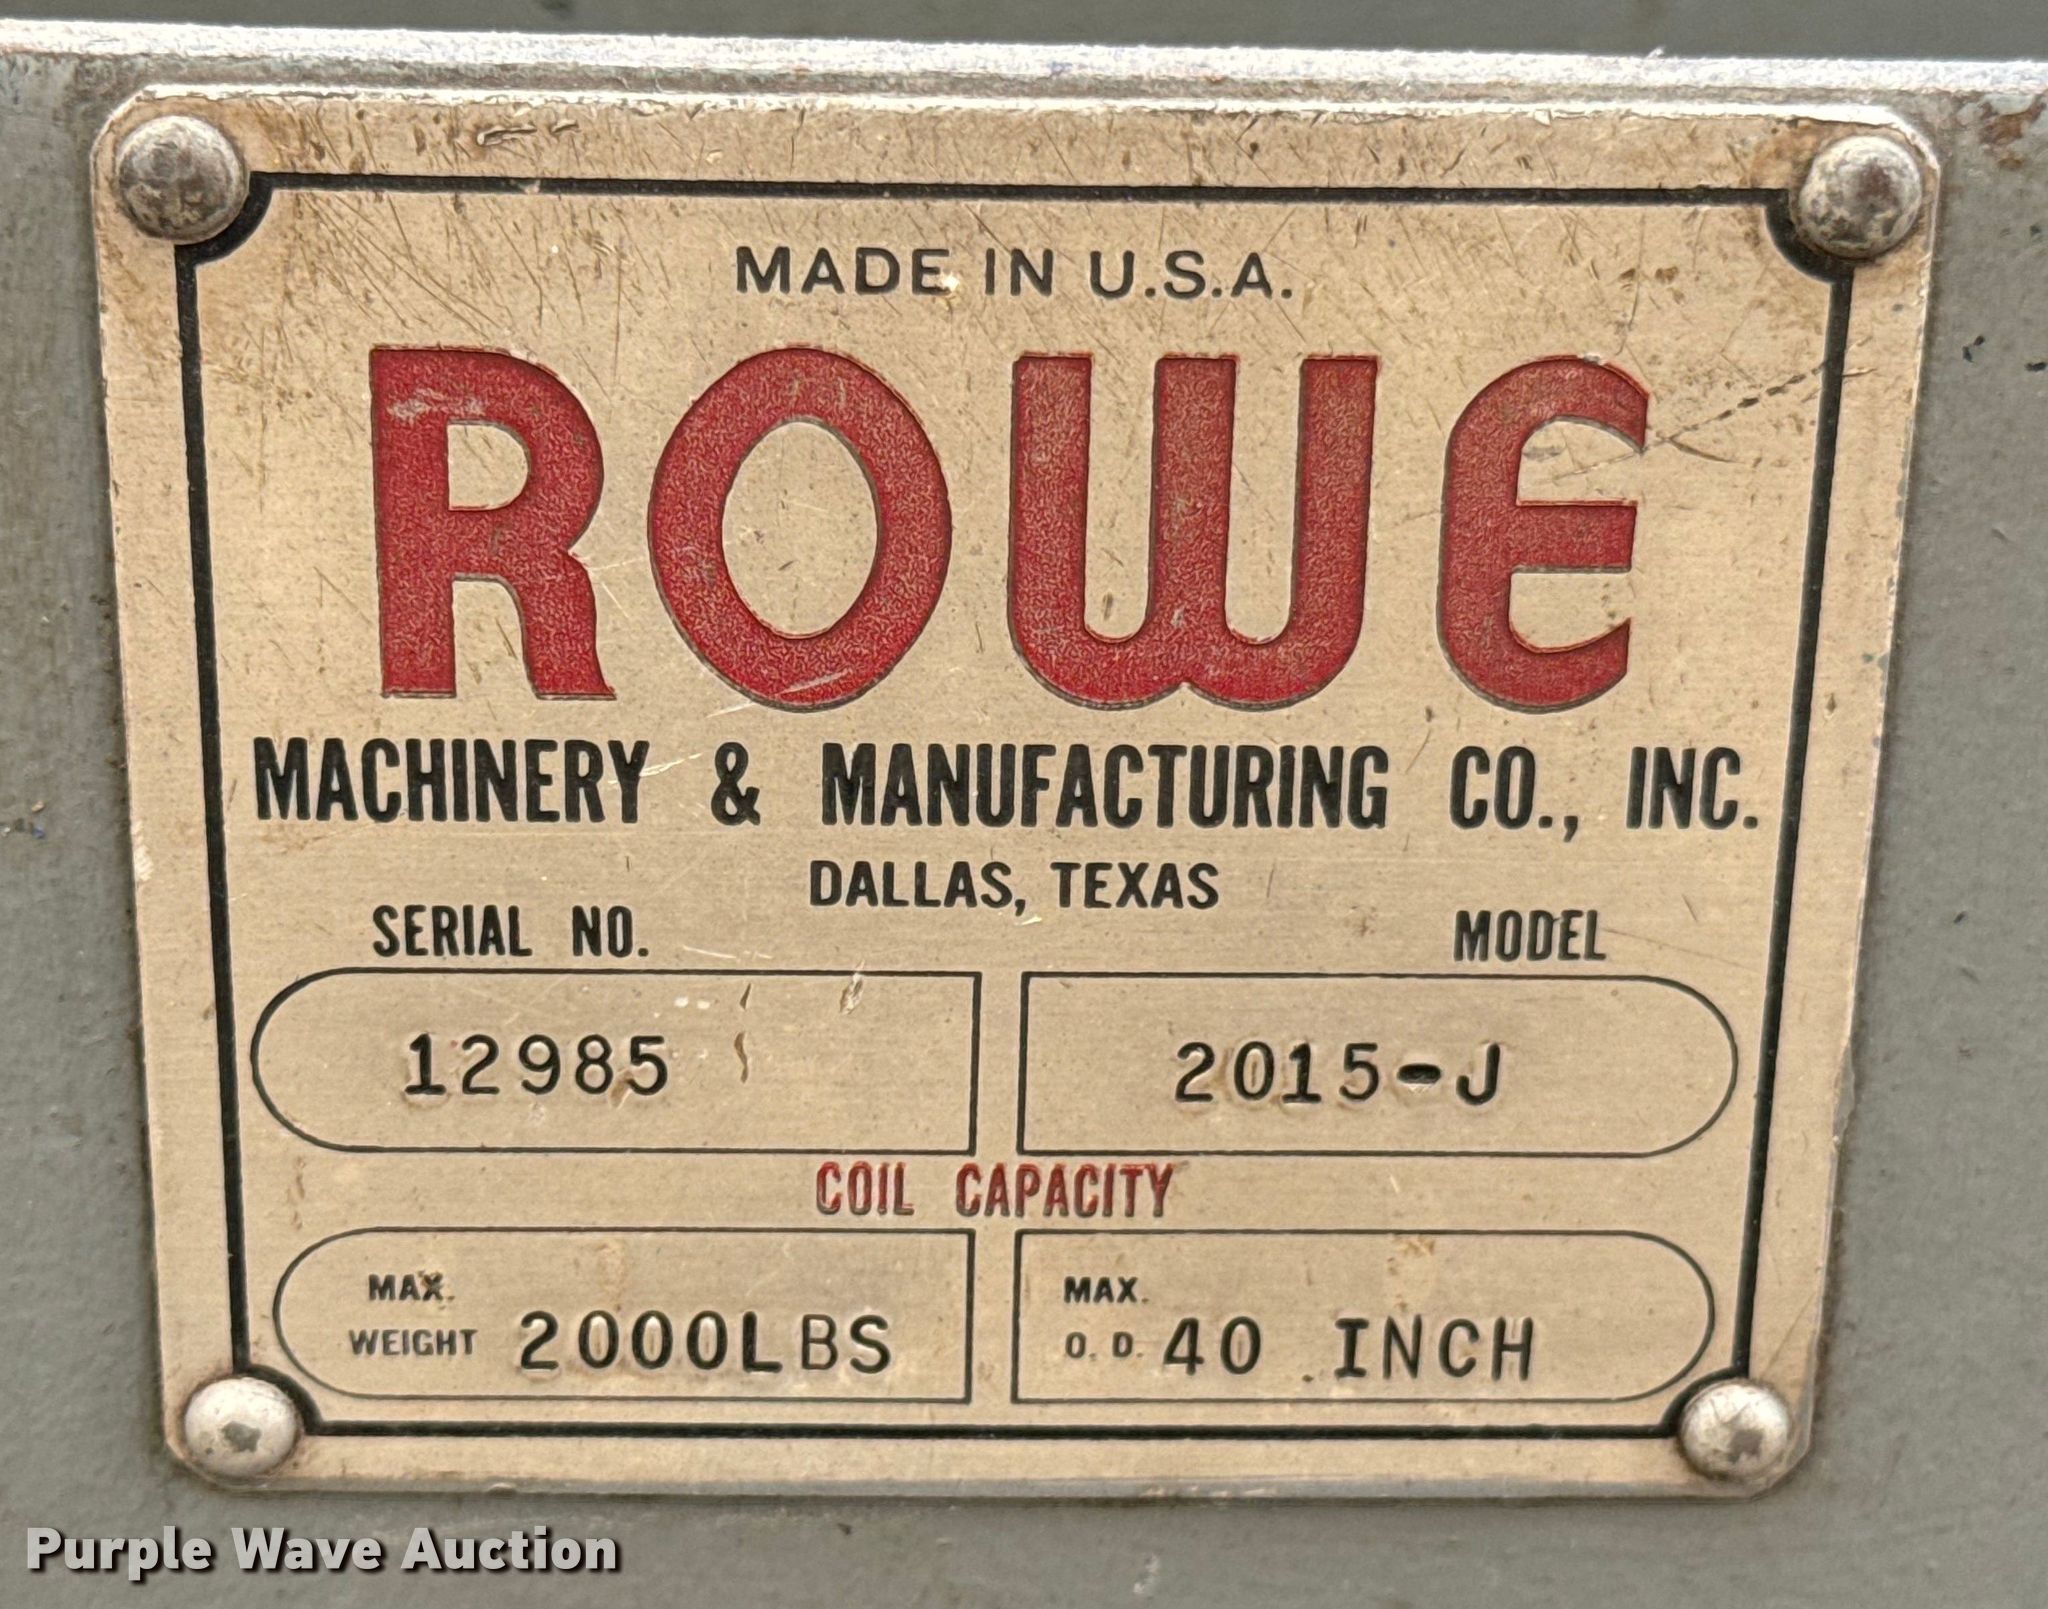 MADE IN U.S.A.
ROWE
MACHINERY & MANUFACTURING CO., INC.
DALLAS, TEXAS
SERIAL NO. MODEL
12985 2015-J
COIL CAPACITY
MAX. WEIGHT 2000LBS
MAX. O. D. 40 INCH
Purple Wave Auction